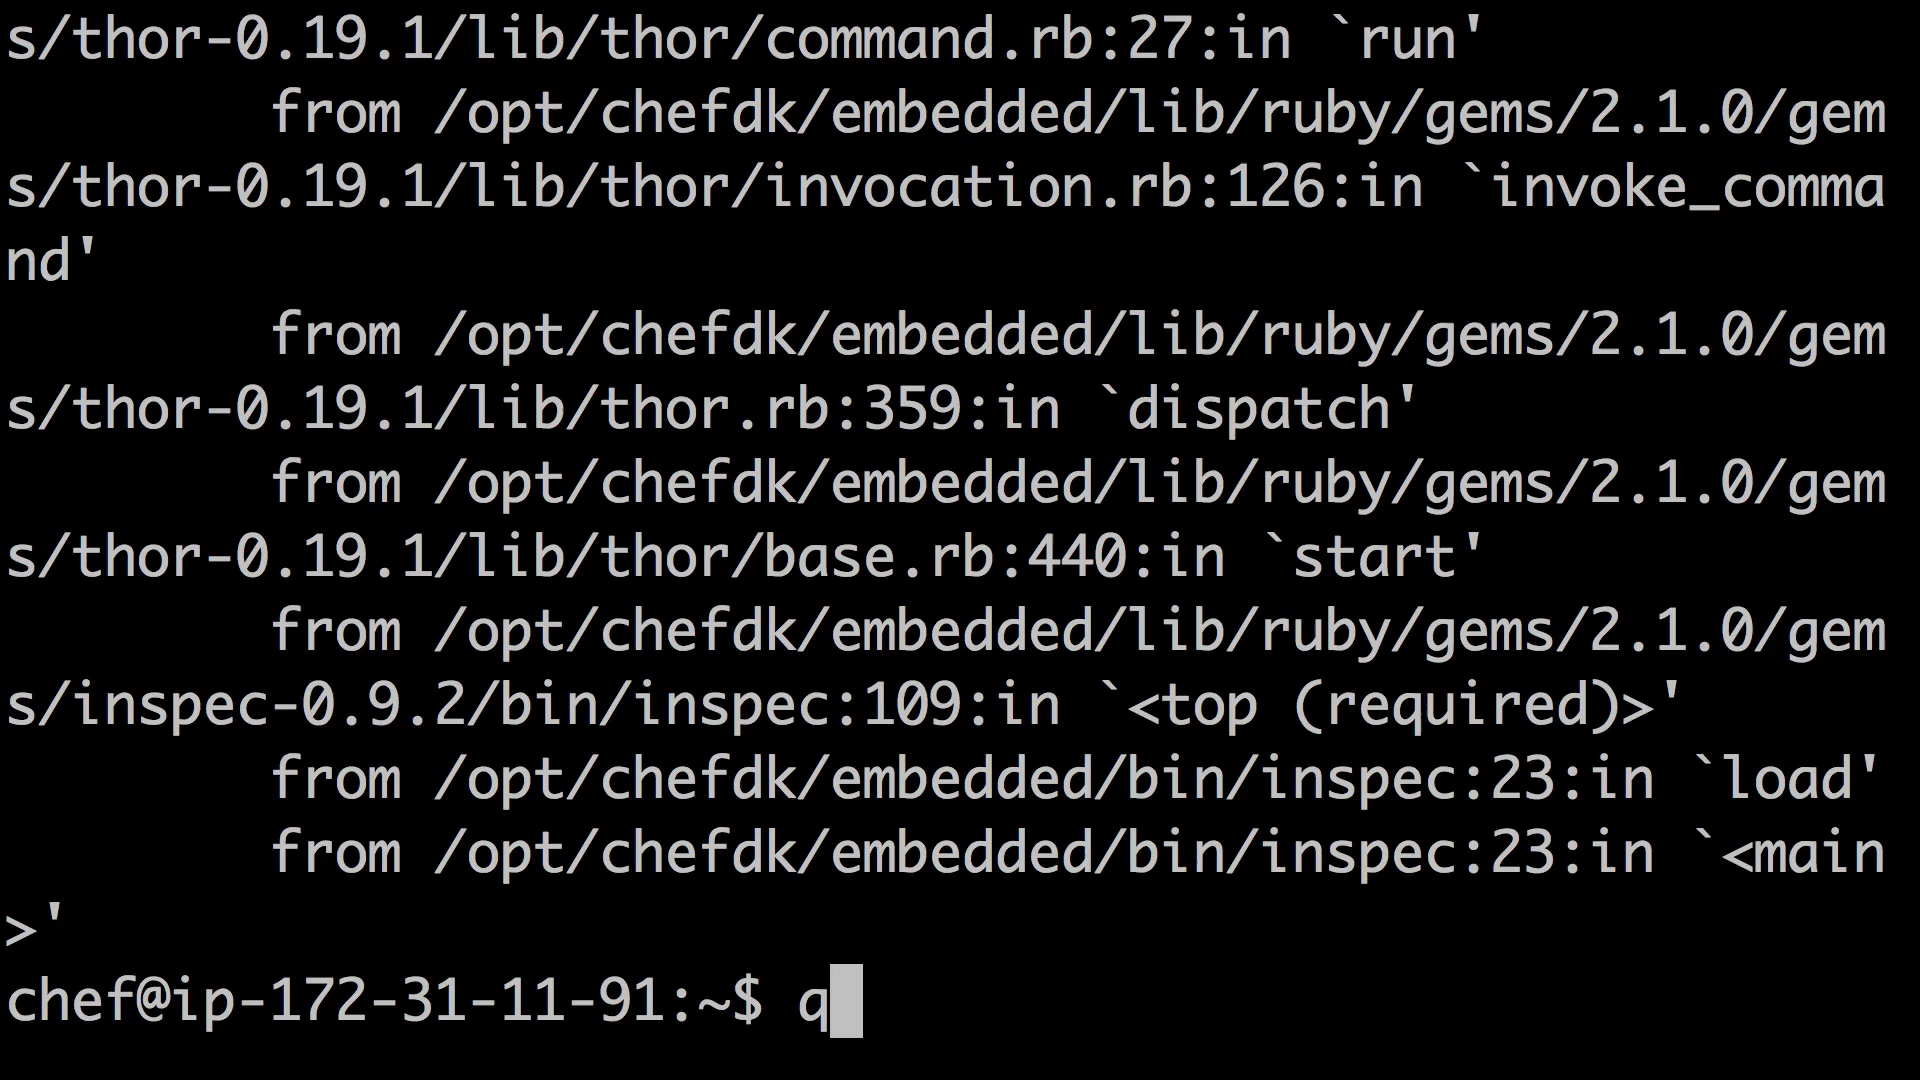 s/thor-0.19.1/lib/thor/command.rb:27:in `run'
        from /opt/chefdk/embedded/lib/ruby/gems/2.1.0/gem
s/thor-0.19.1/lib/thor/invocation.rb:126:in `invoke_comma
nd'
        from /opt/chefdk/embedded/lib/ruby/gems/2.1.0/gem
s/thor-0.19.1/lib/thor.rb:359:in `dispatch'
        from /opt/chefdk/embedded/lib/ruby/gems/2.1.0/gem
s/thor-0.19.1/lib/thor/base.rb:440:in `start'
        from /opt/chefdk/embedded/lib/ruby/gems/2.1.0/gem
s/inspec-0.9.2/bin/inspec:109:in `<top (required)>'
        from /opt/chefdk/embedded/bin/inspec:23:in `load'
        from /opt/chefdk/embedded/bin/inspec:23:in `<main
>'
chef@ip-172-31-11-91:~$ q